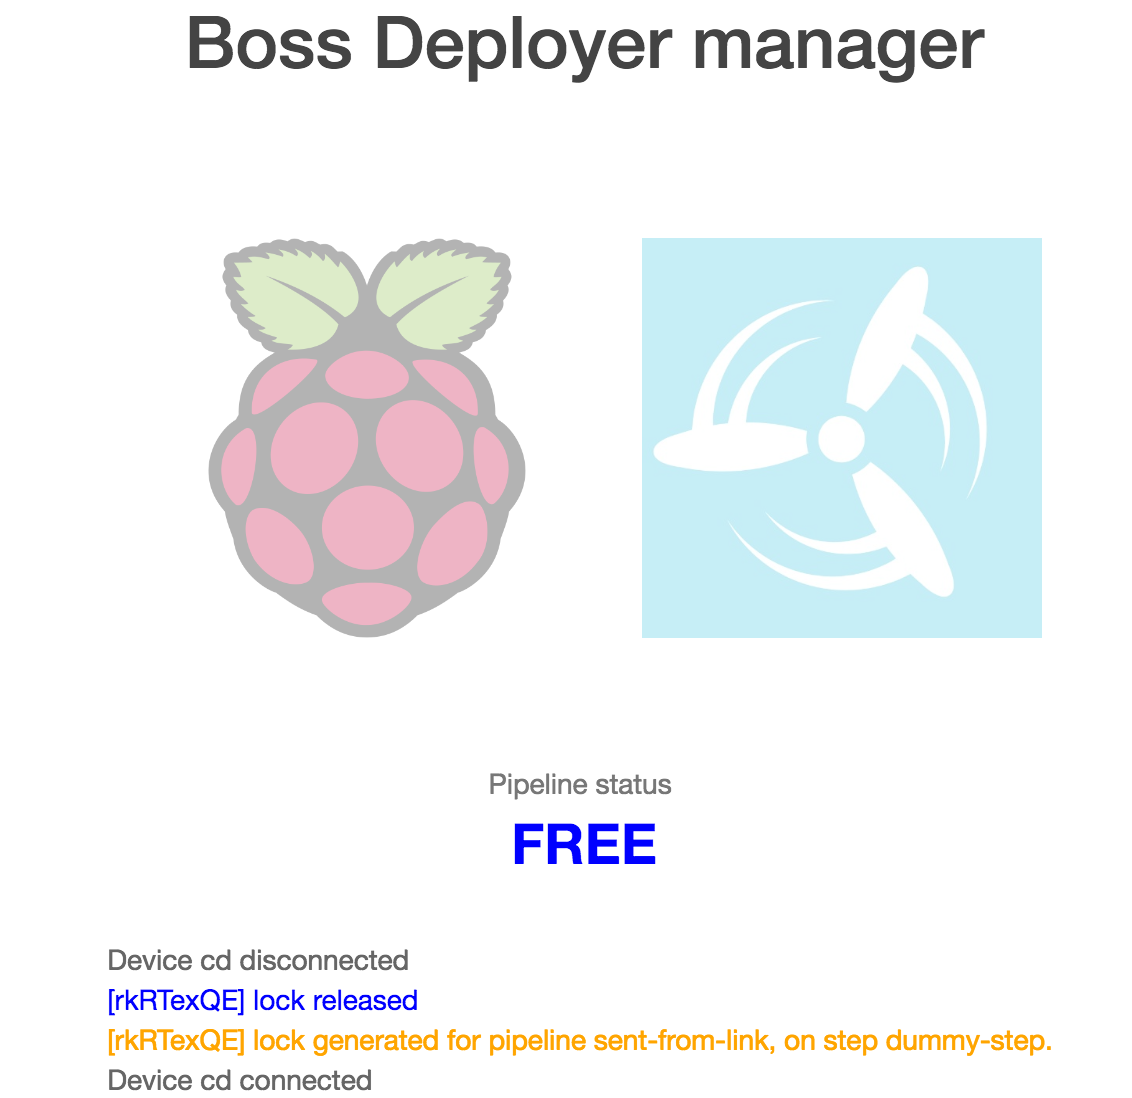 Boss Deployer manager
Pipeline status
FREE
Device cd disconnected
[rkRTexQE] lock released
[rkRTexQE] lock generated for pipeline sent-from-link, on step dummy-step.
Device cd connected